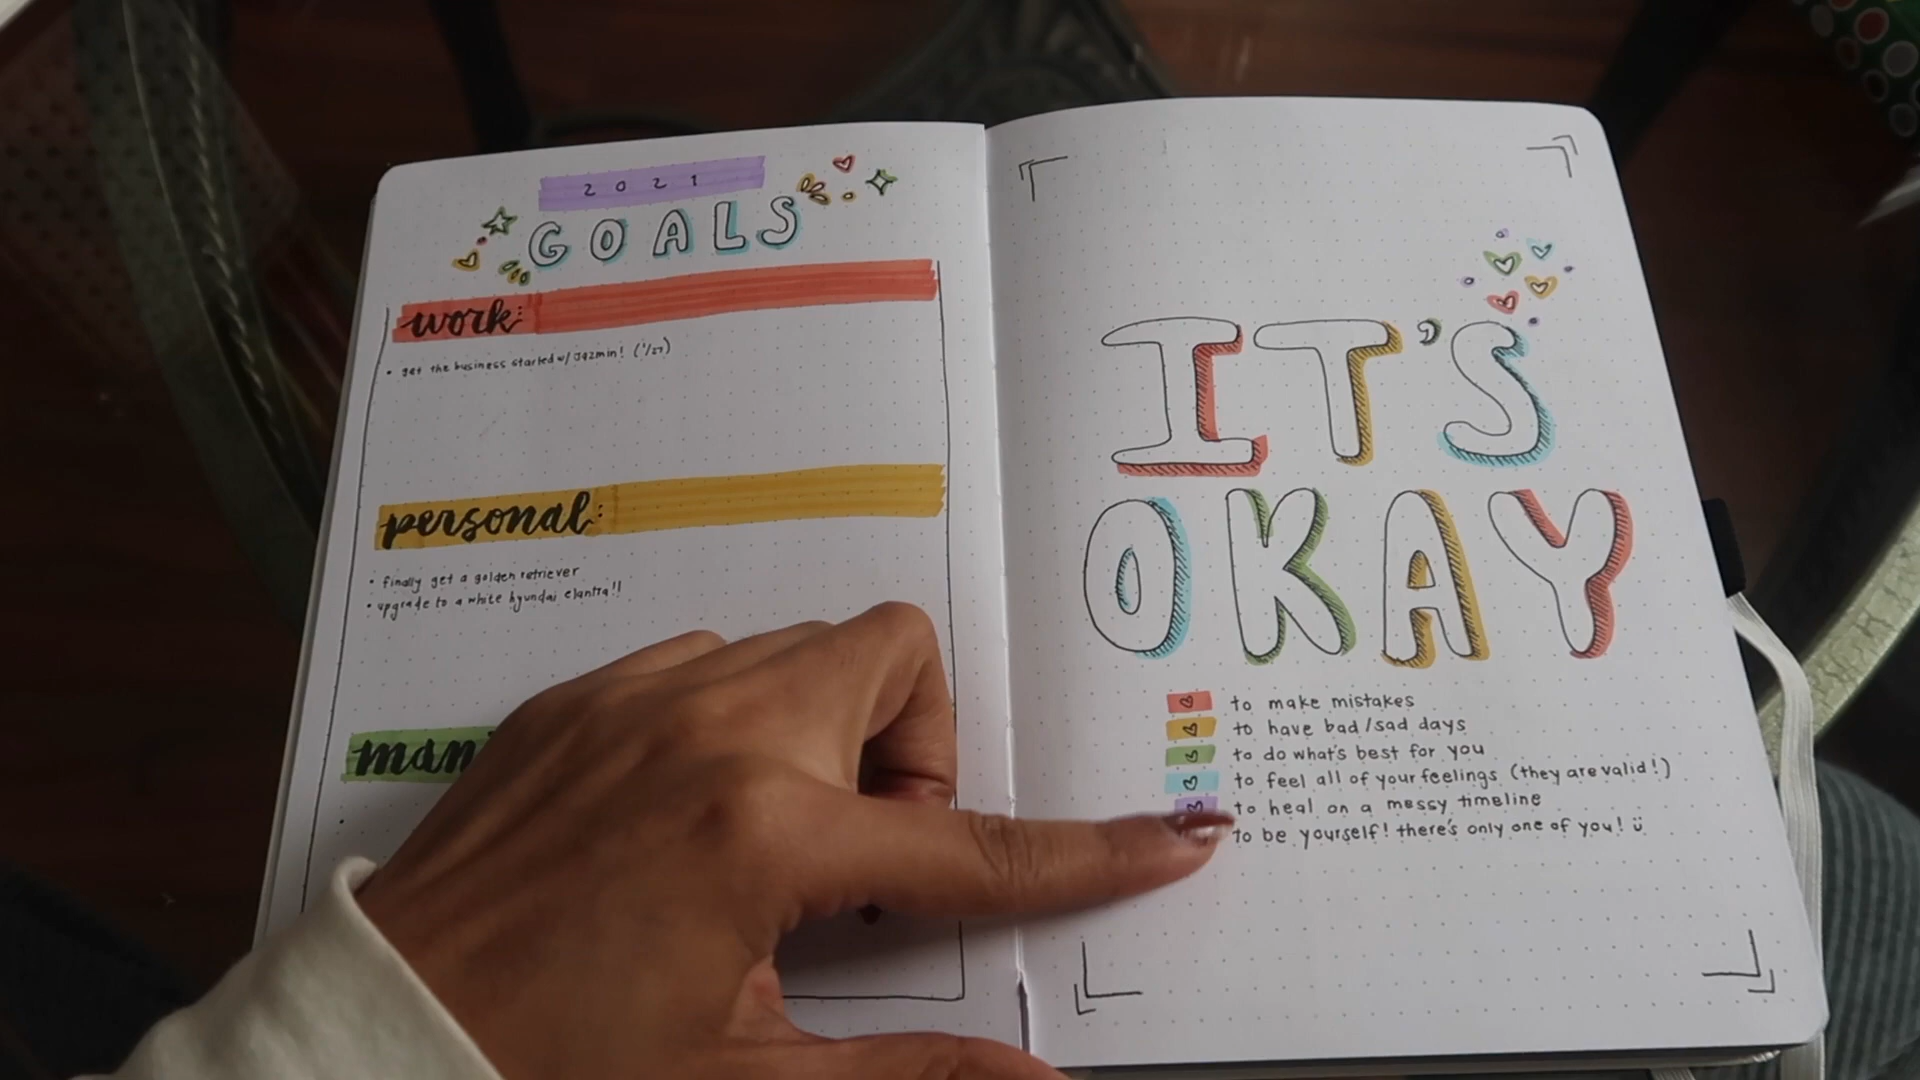 2021
GOALS
work:
• get the business started w/ Jazmin! (1/27)
personal:
• finally get a golden retriever
• upgrade to a white hyundai elantra!!
IT'S
OKAY
to make mistakes
to have bad/sad days
to do what's best for you
to feel all of your feelings (they are valid!)
to heal on a messy timeline
to be yourself! there's only one of you! ü